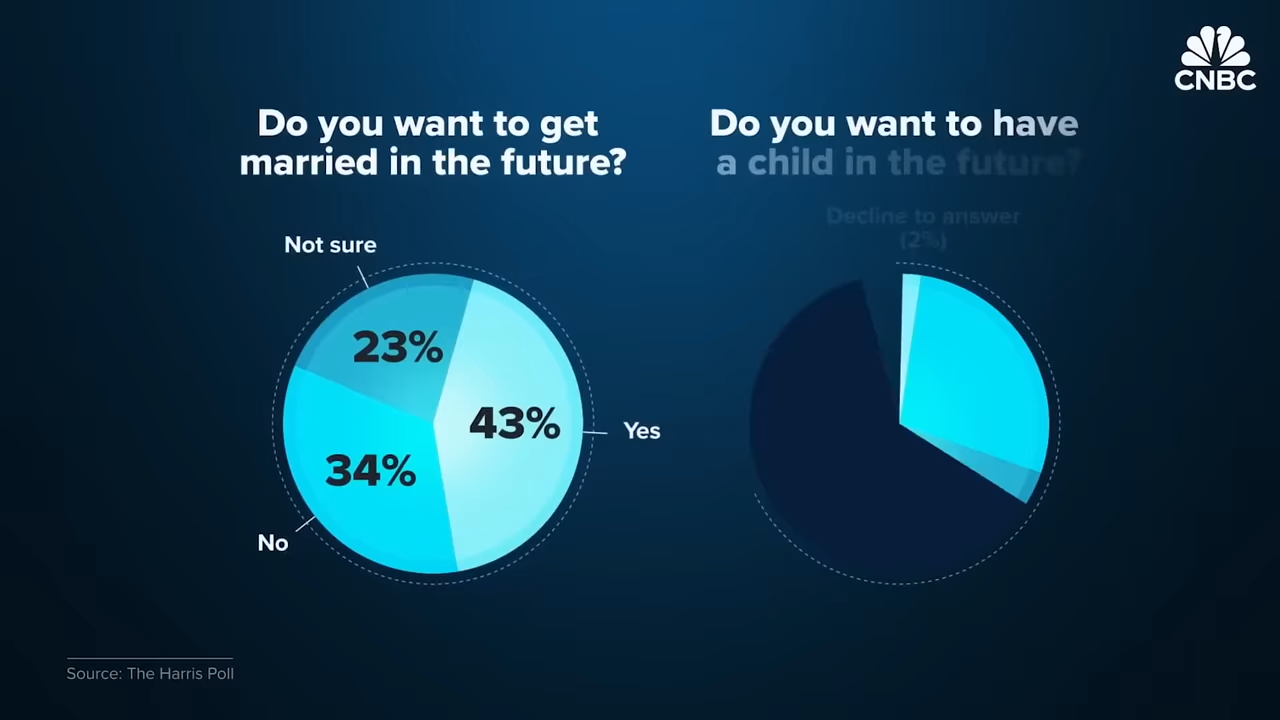 CNBC
Do you want to get
married in the future?
Not sure
23%
43%
Yes
34%
No
Do you want to have
a child in the future?
Decline to answer
(2%)
Source: The Harris Poll